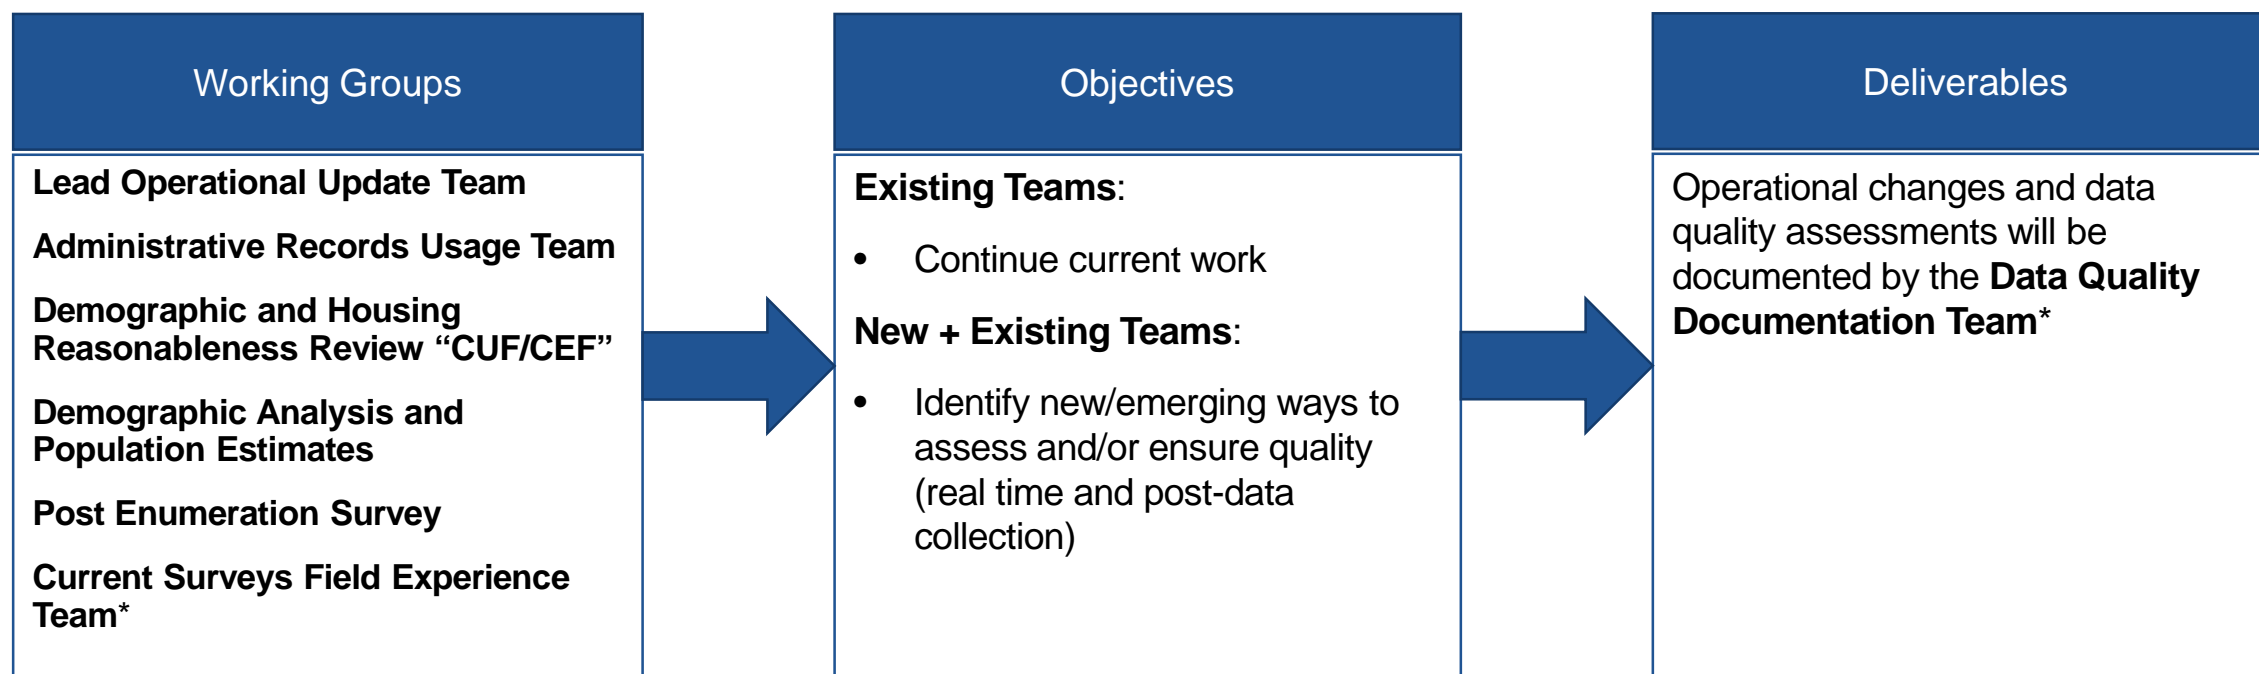 Working Groups
Lead Operational Update Team
Administrative Records Usage Team
Demographic and Housing
Reasonableness Review “CUF/CEF”
Demographic Analysis and
Population Estimates
Post Enumeration Survey
Current Surveys Field Experience
Team*
Objectives
Existing Teams:
• Continue current work
New + Existing Teams:
• Identify new/emerging ways to
assess and/or ensure quality
(real time and post-data
collection)
Deliverables
Operational changes and data
quality assessments will be
documented by the Data Quality
Documentation Team*